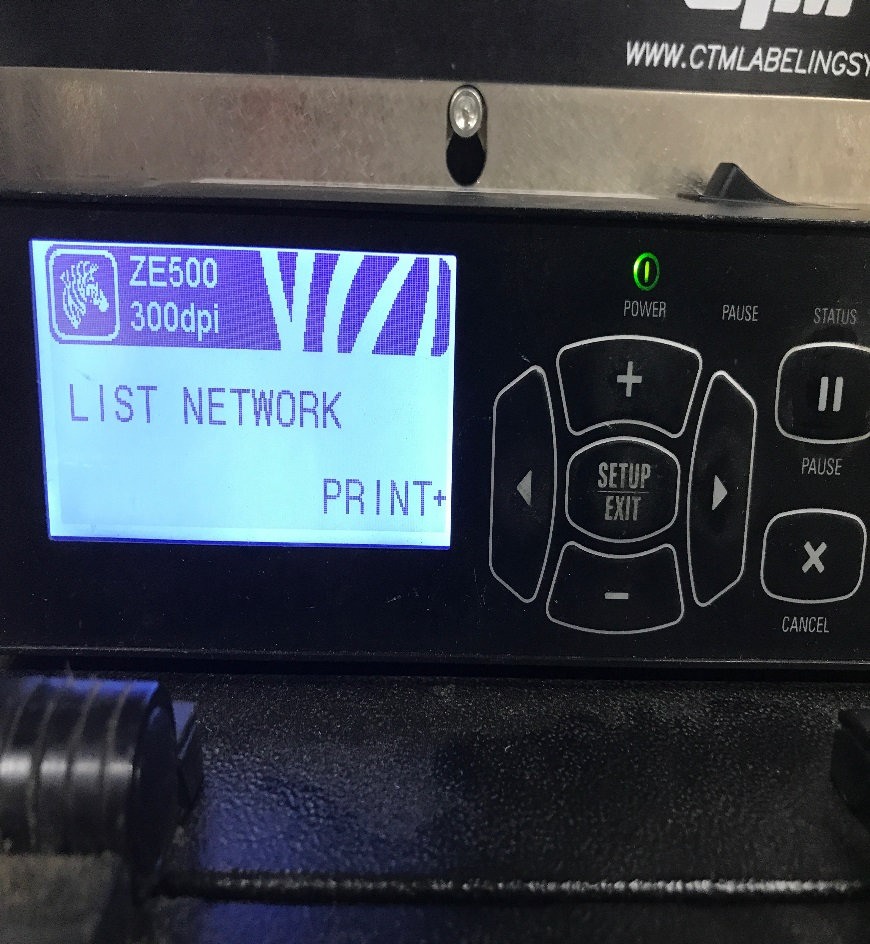 WWW.CTMLABELINGSY
ZE500
300dpi
LIST NETWORK
PRINT+
POWER
PAUSE
STATUS
+
SETUP
EXIT
-
PAUSE
X
CANCEL